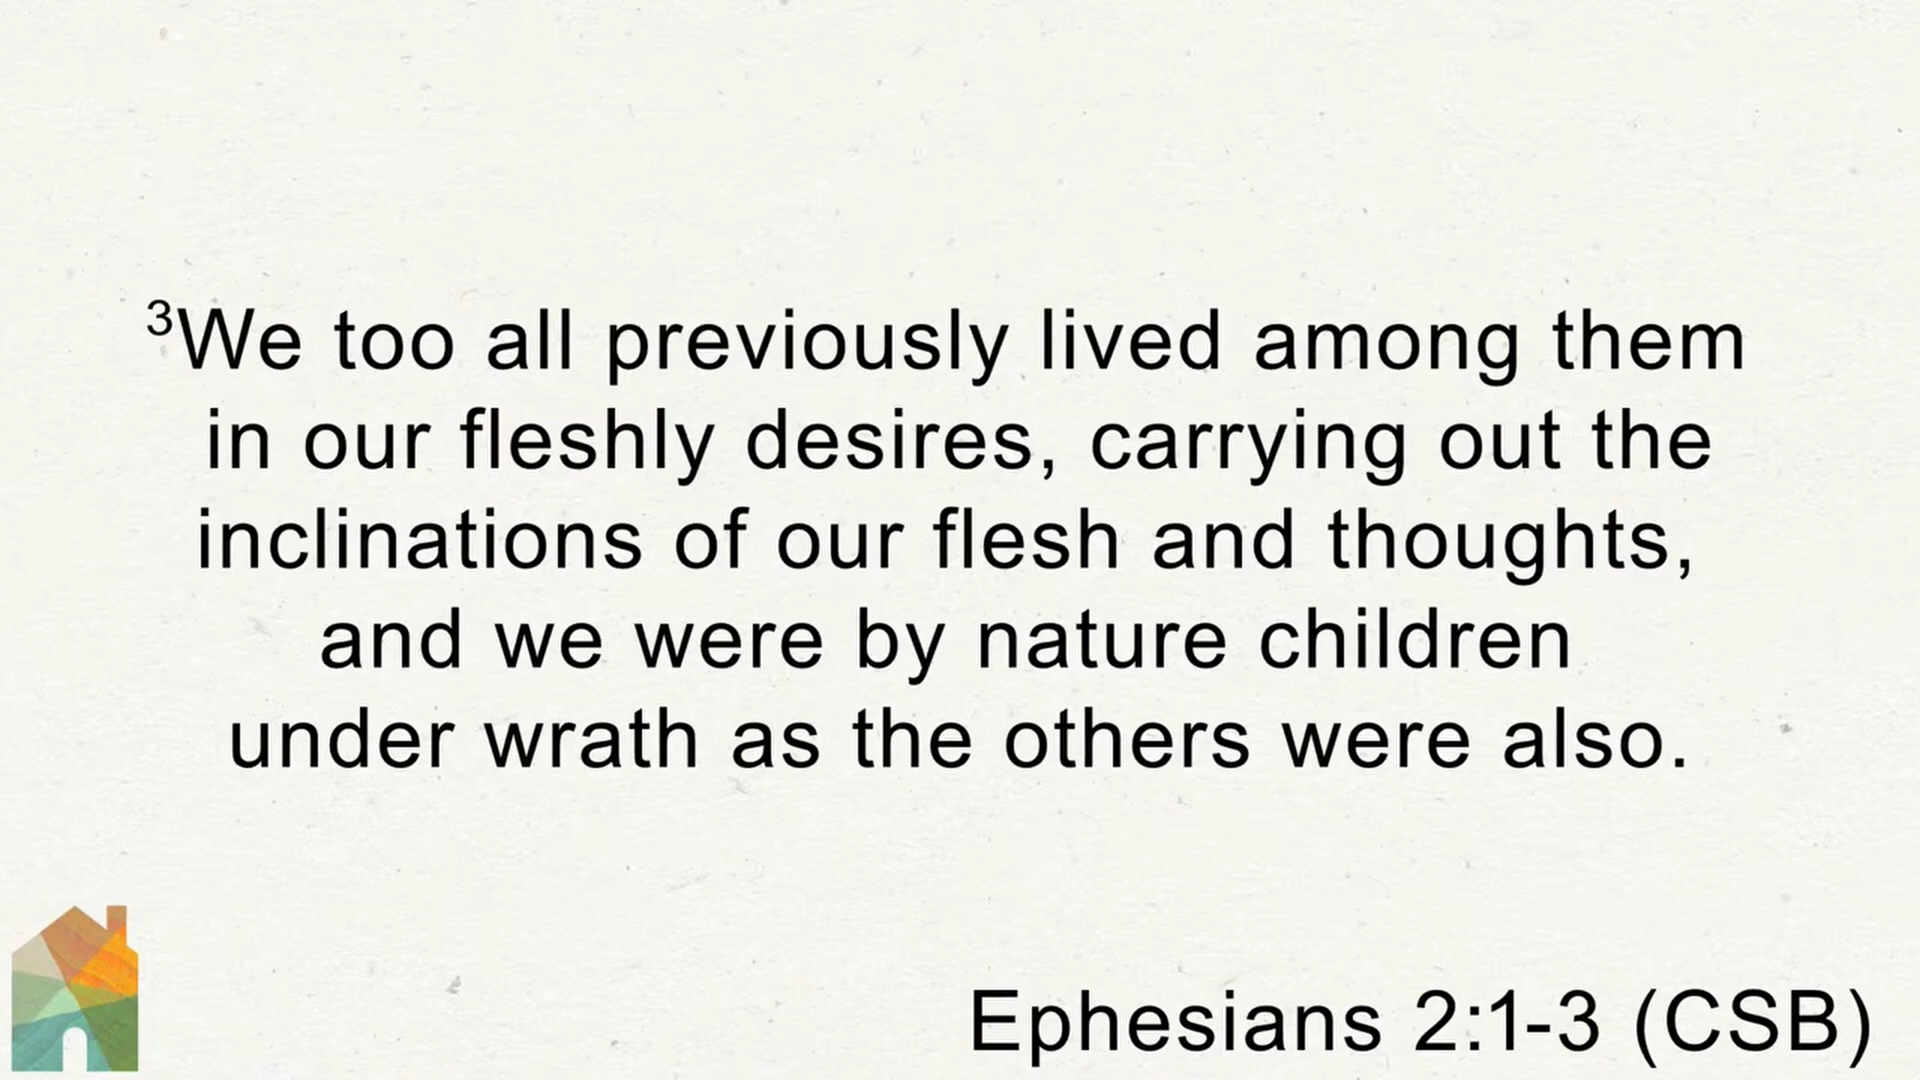 ³We too all previously lived among them
in our fleshly desires, carrying out the
inclinations of our flesh and thoughts,
and we were by nature children
under wrath as the others were also.
Ephesians 2:1-3 (CSB)